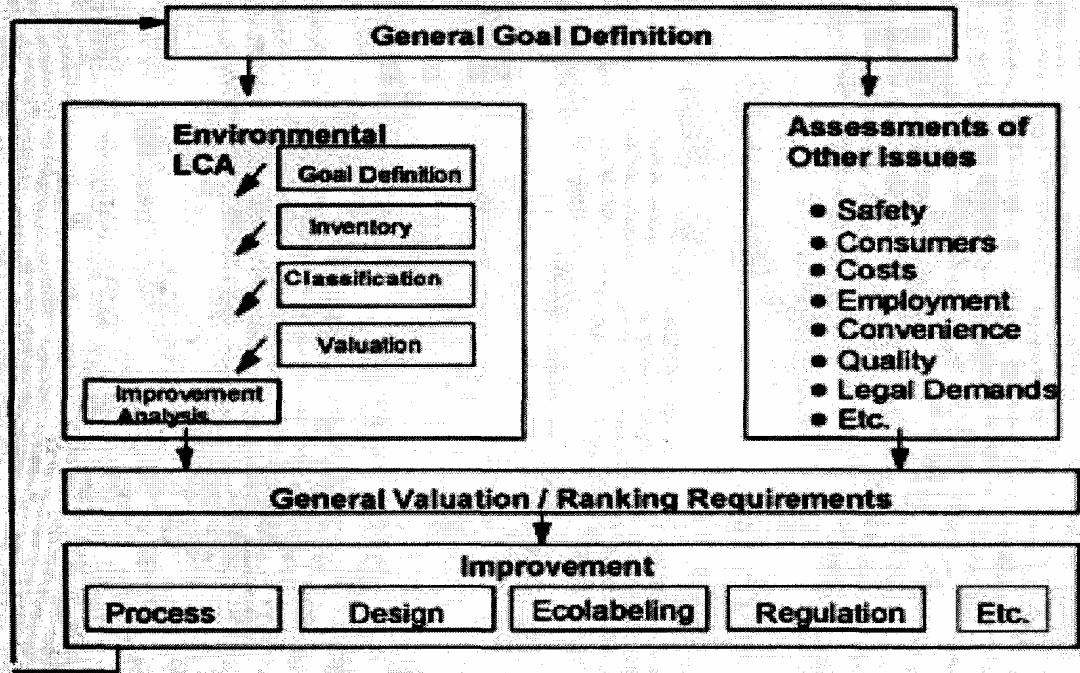 General Goal Definition
Environmental
LCA
Goal Definition
Inventory
Classification
Valuation
Improvement
Analysis
Assessments of
Other Issues
● Safety
● Consumers
● Costs
● Employment
● Convenience
● Quality
● Legal Demands
● Etc.
General Valuation / Ranking Requirements
Improvement
Process
Design
Ecolabeling
Regulation
Etc.